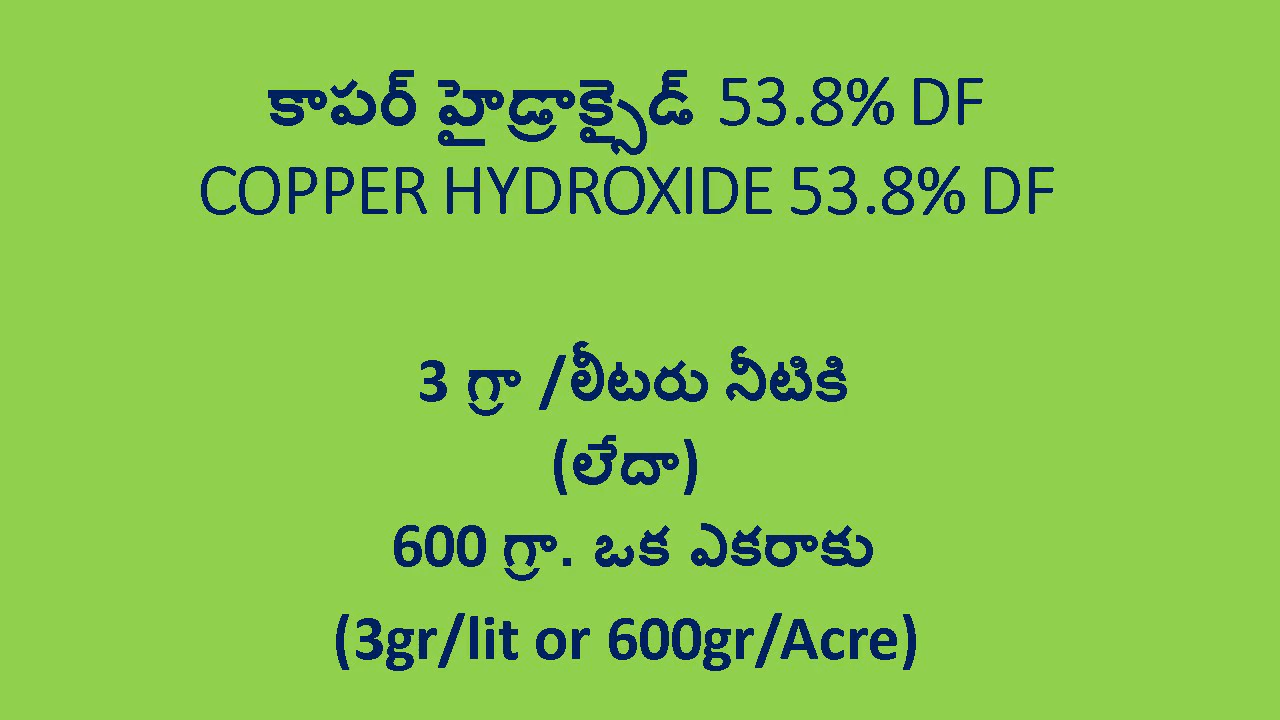 కాపర్ హైడ్రాక్సైడ్ 53.8% DF
COPPER HYDROXIDE 53.8% DF
3 గ్రా /లీటరు నీటికి
(లేదా)
600 గ్రా. ఒక ఎకరాకు
(3gr/lit or 600gr/Acre)